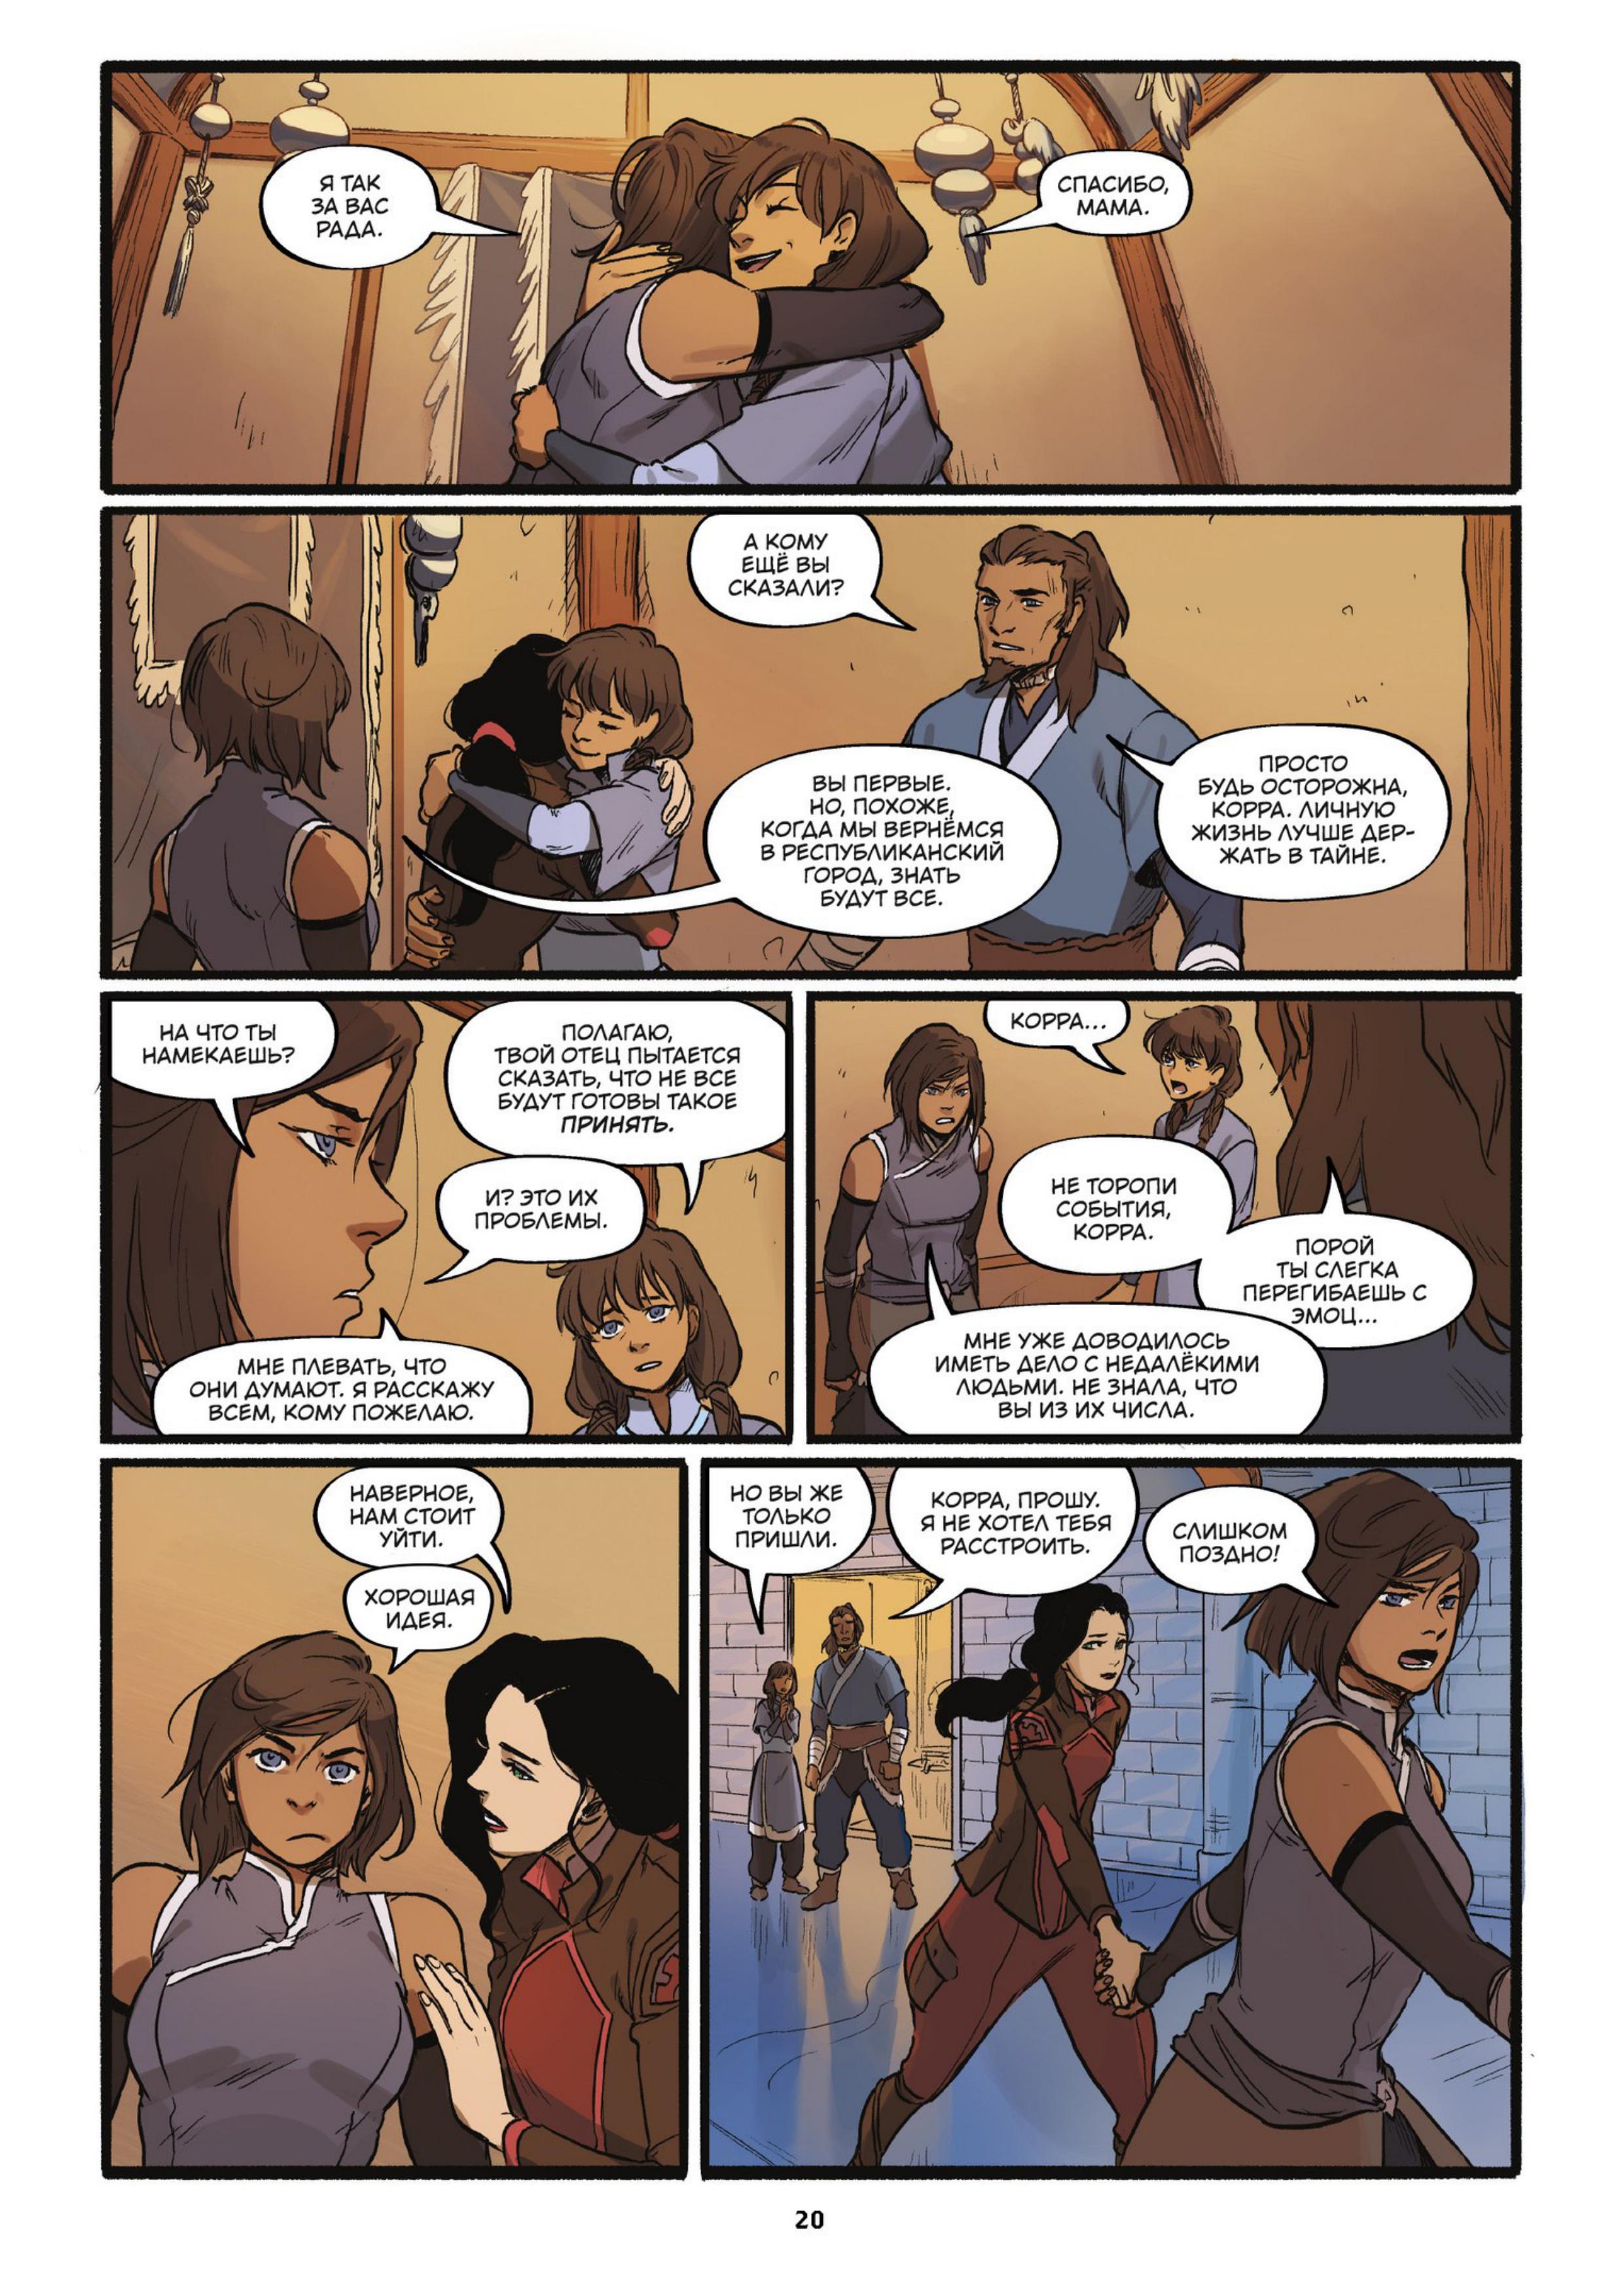 Я ТАК
ЗА ВАС
РАДА.
СПАСИБО,
МАМА.
А КОМУ
ЕЩЁ ВЫ
СКАЗАЛИ?
ВЫ ПЕРВЫЕ.
НО, ПОХОЖЕ,
КОГДА МЫ ВЕРНЁМСЯ
В РЕСПУБЛИКАНСКИЙ
ГОРОД, ЗНАТЬ
БУДУТ ВСЕ.
ПРОСТО
БУДЬ ОСТОРОЖНА,
КОРРА. ЛИЧНУЮ
ЖИЗНЬ ЛУЧШЕ ДЕР-
ЖАТЬ В ТАЙНЕ.
НА ЧТО ТЫ
НАМЕКАЕШЬ?
ПОЛАГАЮ,
ТВОЙ ОТЕЦ ПЫТАЕТСЯ
СКАЗАТЬ, ЧТО НЕ ВСЕ
БУДУТ ГОТОВЫ ТАКОЕ
ПРИНЯТЬ.
И? ЭТО ИХ
ПРОБЛЕМЫ.
МНЕ ПЛЕВАТЬ, ЧТО
ОНИ ДУМАЮТ. Я РАССКАЖУ
ВСЕМ, КОМУ ПОЖЕЛАЮ.
КОРРА...
НЕ ТОРОПИ
СОБЫТИЯ,
КОРРА.
ПОРОЙ
ТЫ СЛЕГКА
ПЕРЕГИБАЕШЬ С
ЭМОЦ...
МНЕ УЖЕ ДОВОДИЛОСЬ
ИМЕТЬ ДЕЛО С НЕДАЛЁКИМИ
ЛЮДЬМИ. НЕ ЗНАЛА, ЧТО
ВЫ ИЗ ИХ ЧИСЛА.
НАВЕРНОЕ,
НАМ СТОИТ
УЙТИ.
ХОРОШАЯ
ИДЕЯ.
НО ВЫ ЖЕ
ТОЛЬКО
ПРИШЛИ.
КОРРА, ПРОШУ.
Я НЕ ХОТЕЛ ТЕБЯ
РАССТРОИТЬ.
СЛИШКОМ
ПОЗДНО!
20